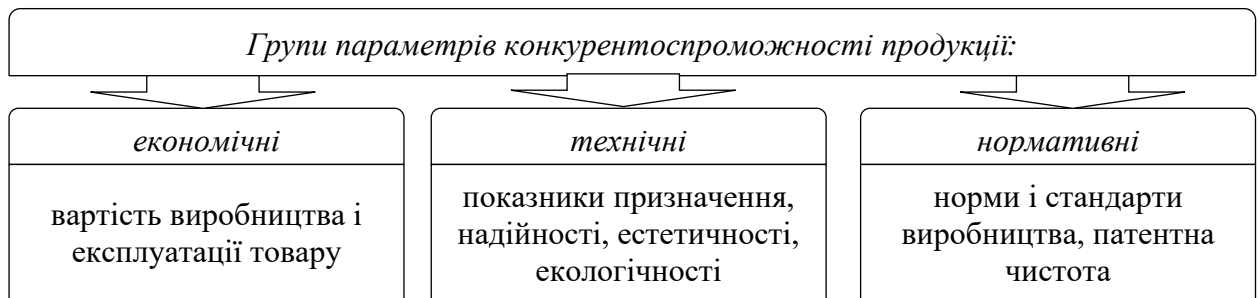 Групи параметрів конкурентоспроможності продукції:
економічні
вартість виробництва і
експлуатації товару
технічні
показники призначення,
надійності, естетичності,
екологічності
нормативні
норми і стандарти
виробництва, патентна
чистота